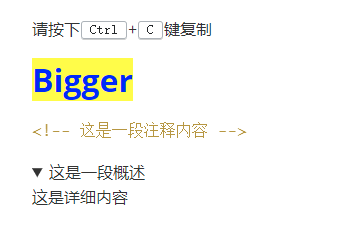 请按下Ctrl+C键复制
Bigger
<!-- 这是一段注释内容 -->
▼ 这是一段概述
这是详细内容